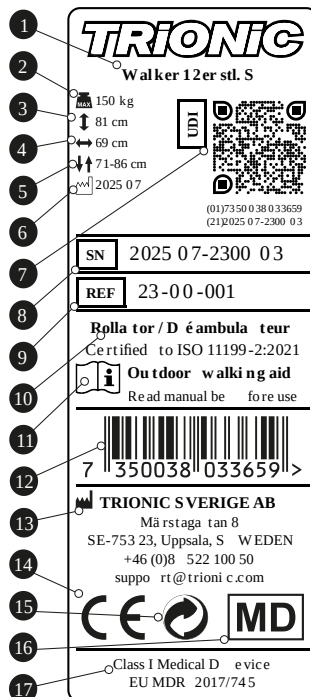 TRIONIC
1
Walker 12er stl. S
2
MAX 150 kg
3
81 cm
4
69 cm
5
71-86 cm
6
2025 07
UDI
(01)7350038033659
(21)202507-230003
7
8
SN 2025 07-2300 03
9
REF 23-00-001
10
Rollator/Déambulateur
Certified to ISO 11199-2:2021
11
i Outdoor walking aid
Read manual before use
12
7 350038 033659 >
13
TRIONIC SVERIGE AB
Märstagatan 8
SE-753 23, Uppsala, SWEDEN
+46 (0)8 522 100 50
support@trionic.com
14
15
CE MD
16
17
Class I Medical Device
EU MDR 2017/745